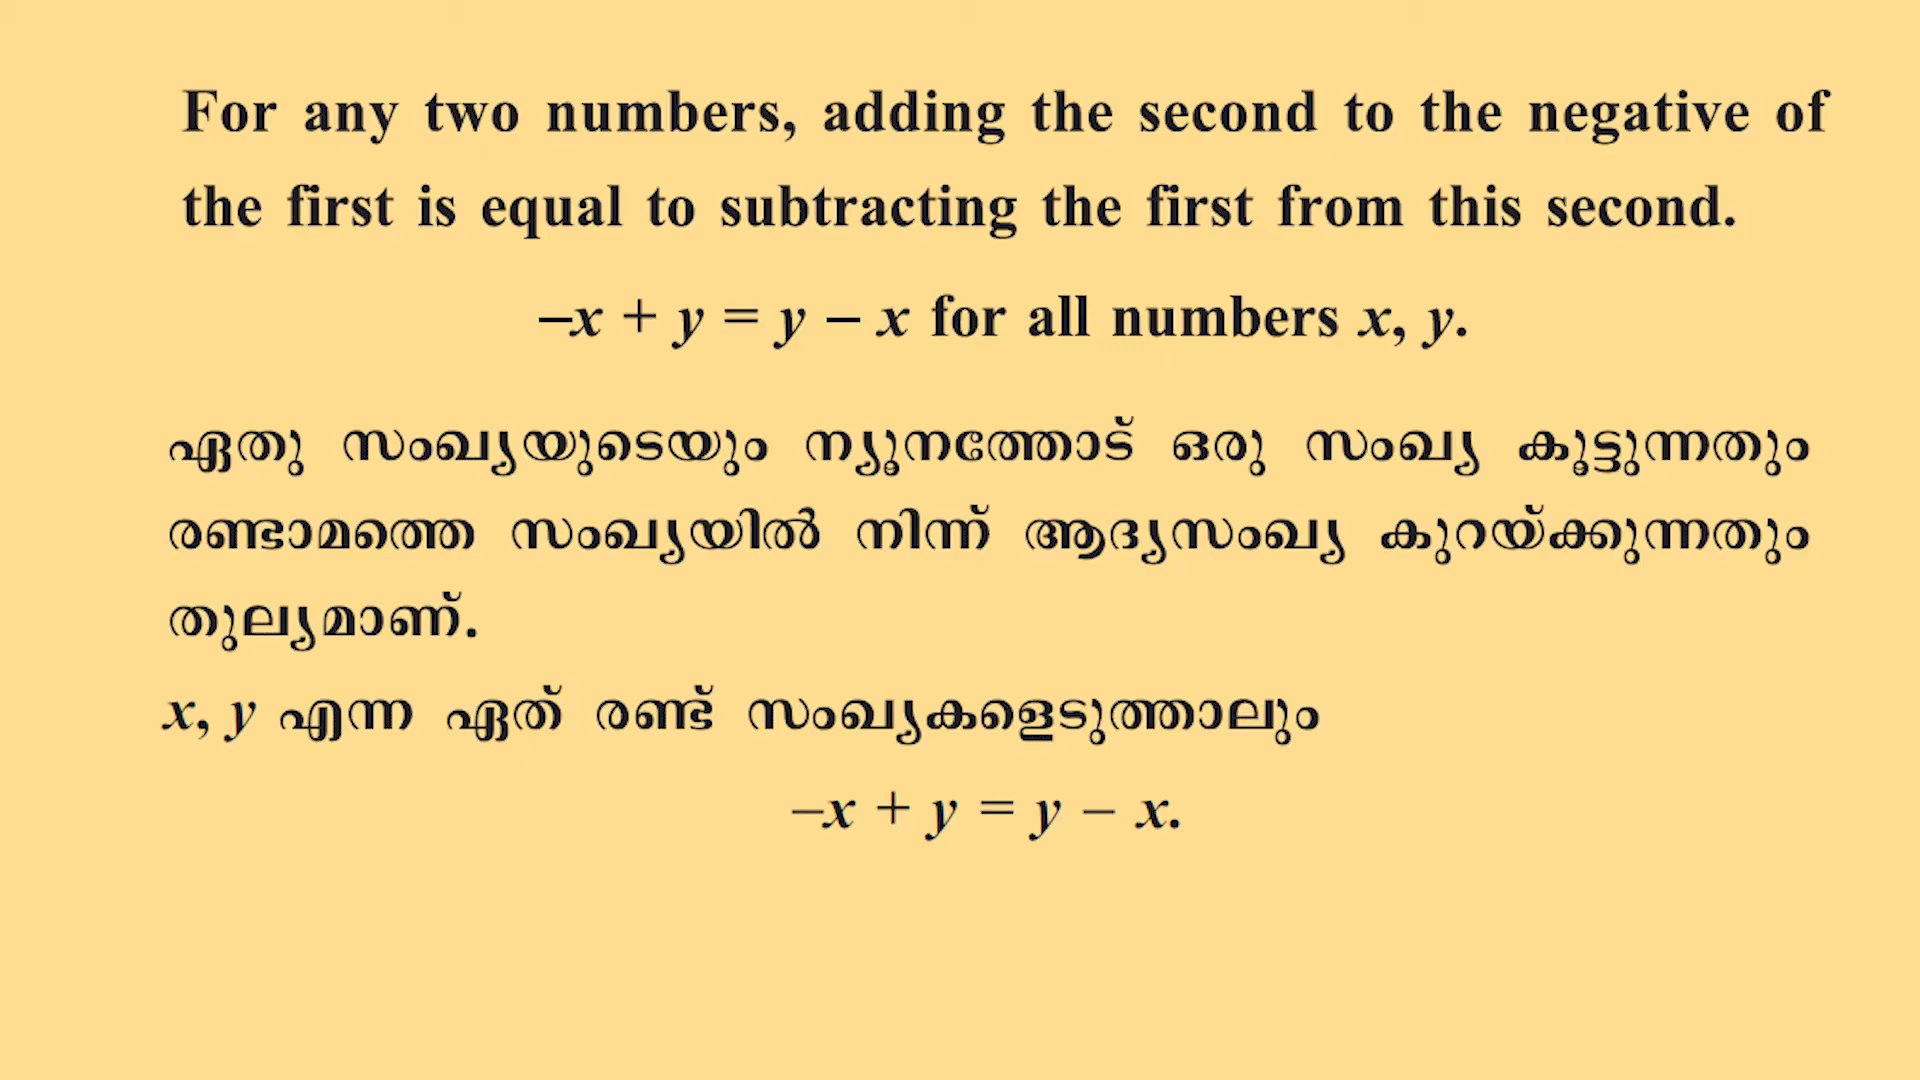 For any two numbers, adding the second to the negative of
the first is equal to subtracting the first from this second.
–x + y = y – x for all numbers x, y.
ഏതു സംഖ്യയുടെയും ന്യൂനത്തോട് ഒരു സംഖ്യ കൂട്ടുന്നതും
രണ്ടാമത്തെ സംഖ്യയിൽ നിന്ന് ആദ്യസംഖ്യ കുറയ്ക്കുന്നതും
തുല്യമാണ്.
x, y എന്ന ഏത് രണ്ട് സംഖ്യകളെടുത്താലും
–x + y = y – x.